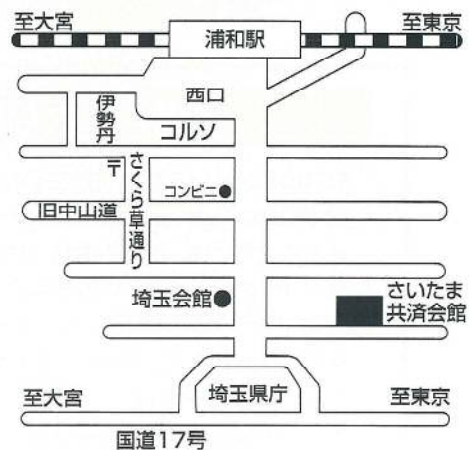 至大宮
浦和駅
至東京
西口
伊勢丹
コルソ
〒
さくら草通り
コンビニ
旧中山道
埼玉会館
さいたま
共済会館
至大宮
埼玉県庁
至東京
国道17号